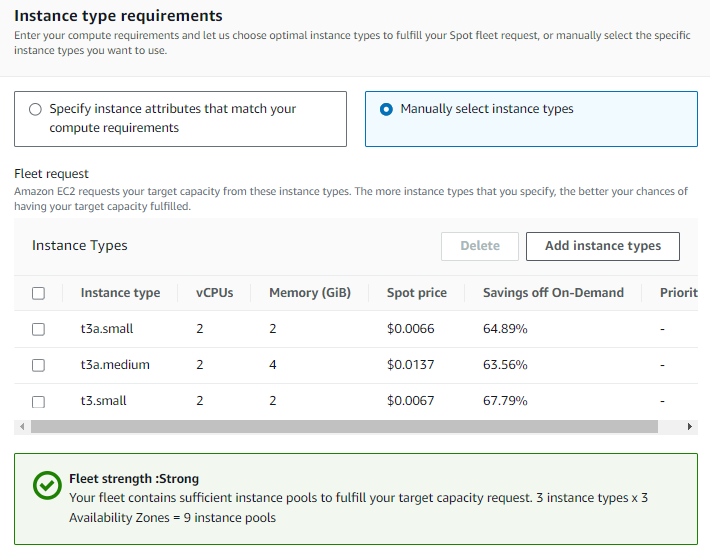 Instance type requirements
Enter your compute requirements and let us choose optimal instance types to fulfill your Spot fleet request, or manually select the specific
instance types you want to use.
Specify instance attributes that match your
compute requirements
Manually select instance types
Fleet request
Amazon EC2 requests your target capacity from these instance types. The more instance types that you specify, the better your chances of
having your target capacity fulfilled.
Instance Types
Delete
Add instance types
Instance type vCPUs Memory (GiB) Spot price Savings off On-Demand Priorit
t3a.small 2 2 $0.0066 64.89% -
t3a.medium 2 4 $0.0137 63.56% -
t3.small 2 2 $0.0067 67.79% -
Fleet strength :Strong
Your fleet contains sufficient instance pools to fulfill your target capacity request. 3 instance types x 3
Availability Zones = 9 instance pools